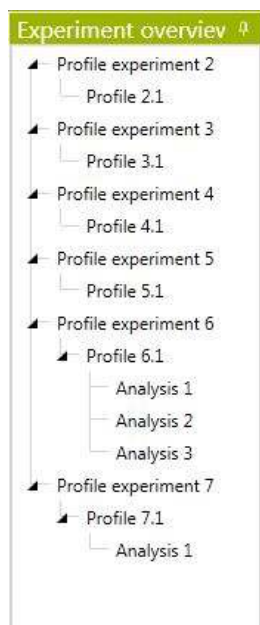 Experiment overview
Profile experiment 2
Profile 2.1
Profile experiment 3
Profile 3.1
Profile experiment 4
Profile 4.1
Profile experiment 5
Profile 5.1
Profile experiment 6
Profile 6.1
Analysis 1
Analysis 2
Analysis 3
Profile experiment 7
Profile 7.1
Analysis 1